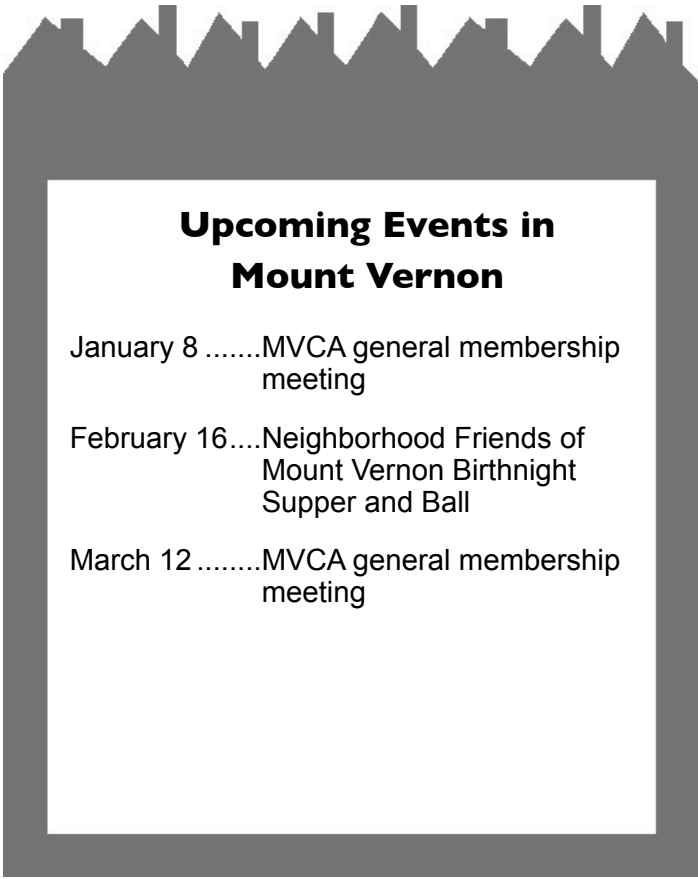 Upcoming Events in
Mount Vernon
January 8 .......MVCA general membership
meeting
February 16....Neighborhood Friends of
Mount Vernon Birthnight
Supper and Ball
March 12 ........MVCA general membership
meeting